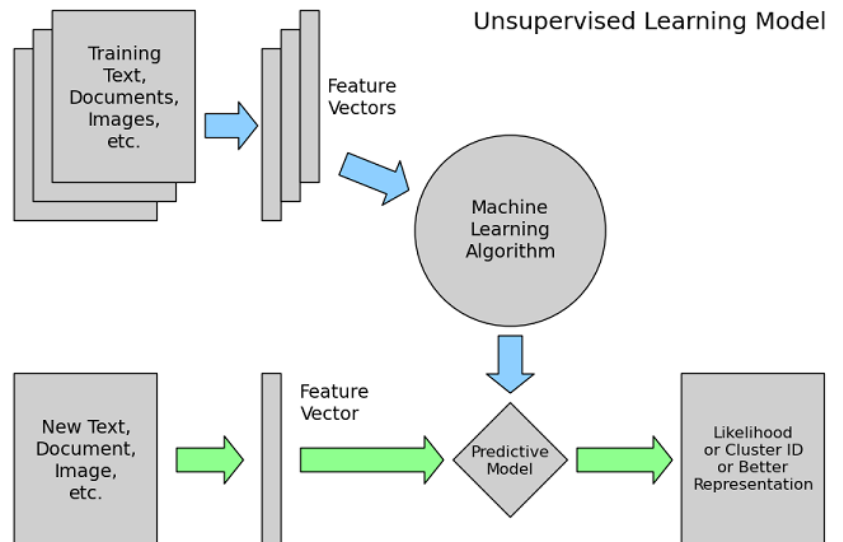 Unsupervised Learning Model
Training
Text,
Documents,
Images,
etc.
Feature
Vectors
Machine
Learning
Algorithm
New Text,
Document,
Image,
etc.
Feature
Vector
Predictive
Model
Likelihood
or Cluster ID
or Better
Representation